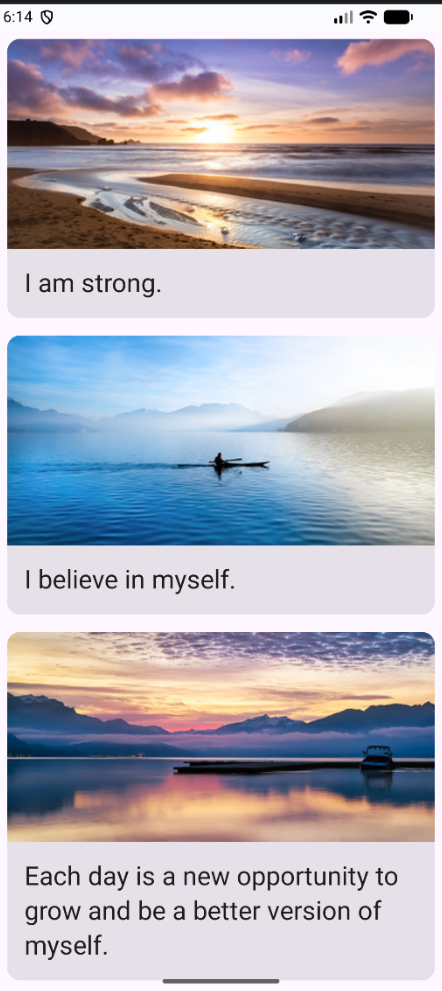 6:14
I am strong.
I believe in myself.
Each day is a new opportunity to
grow and be a better version of
myself.